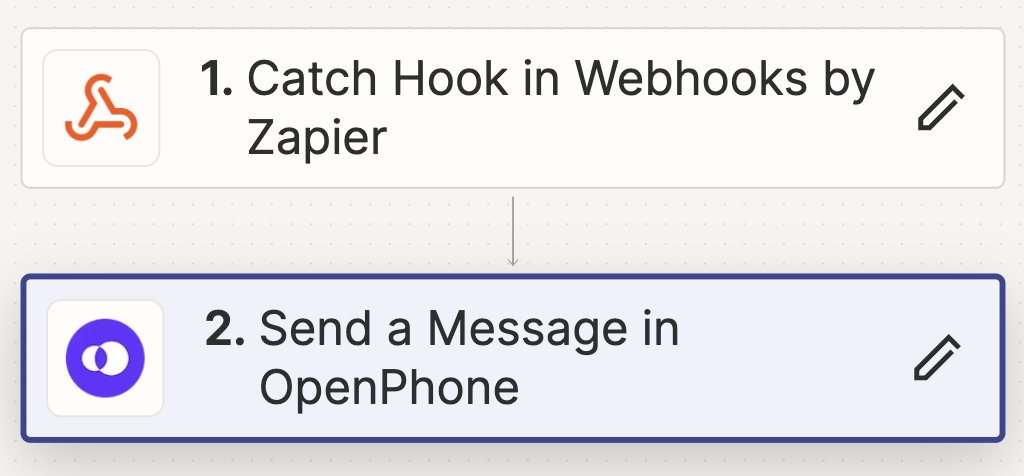 1. Catch Hook in Webhooks by
Zapier
2. Send a Message in
OpenPhone